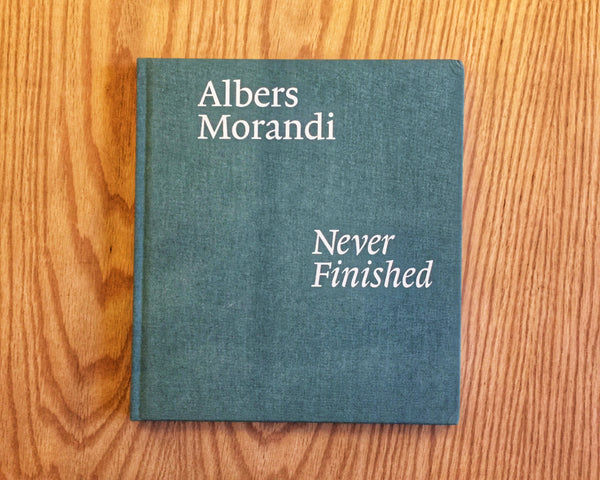 Albers
Morandi
Never
Finished